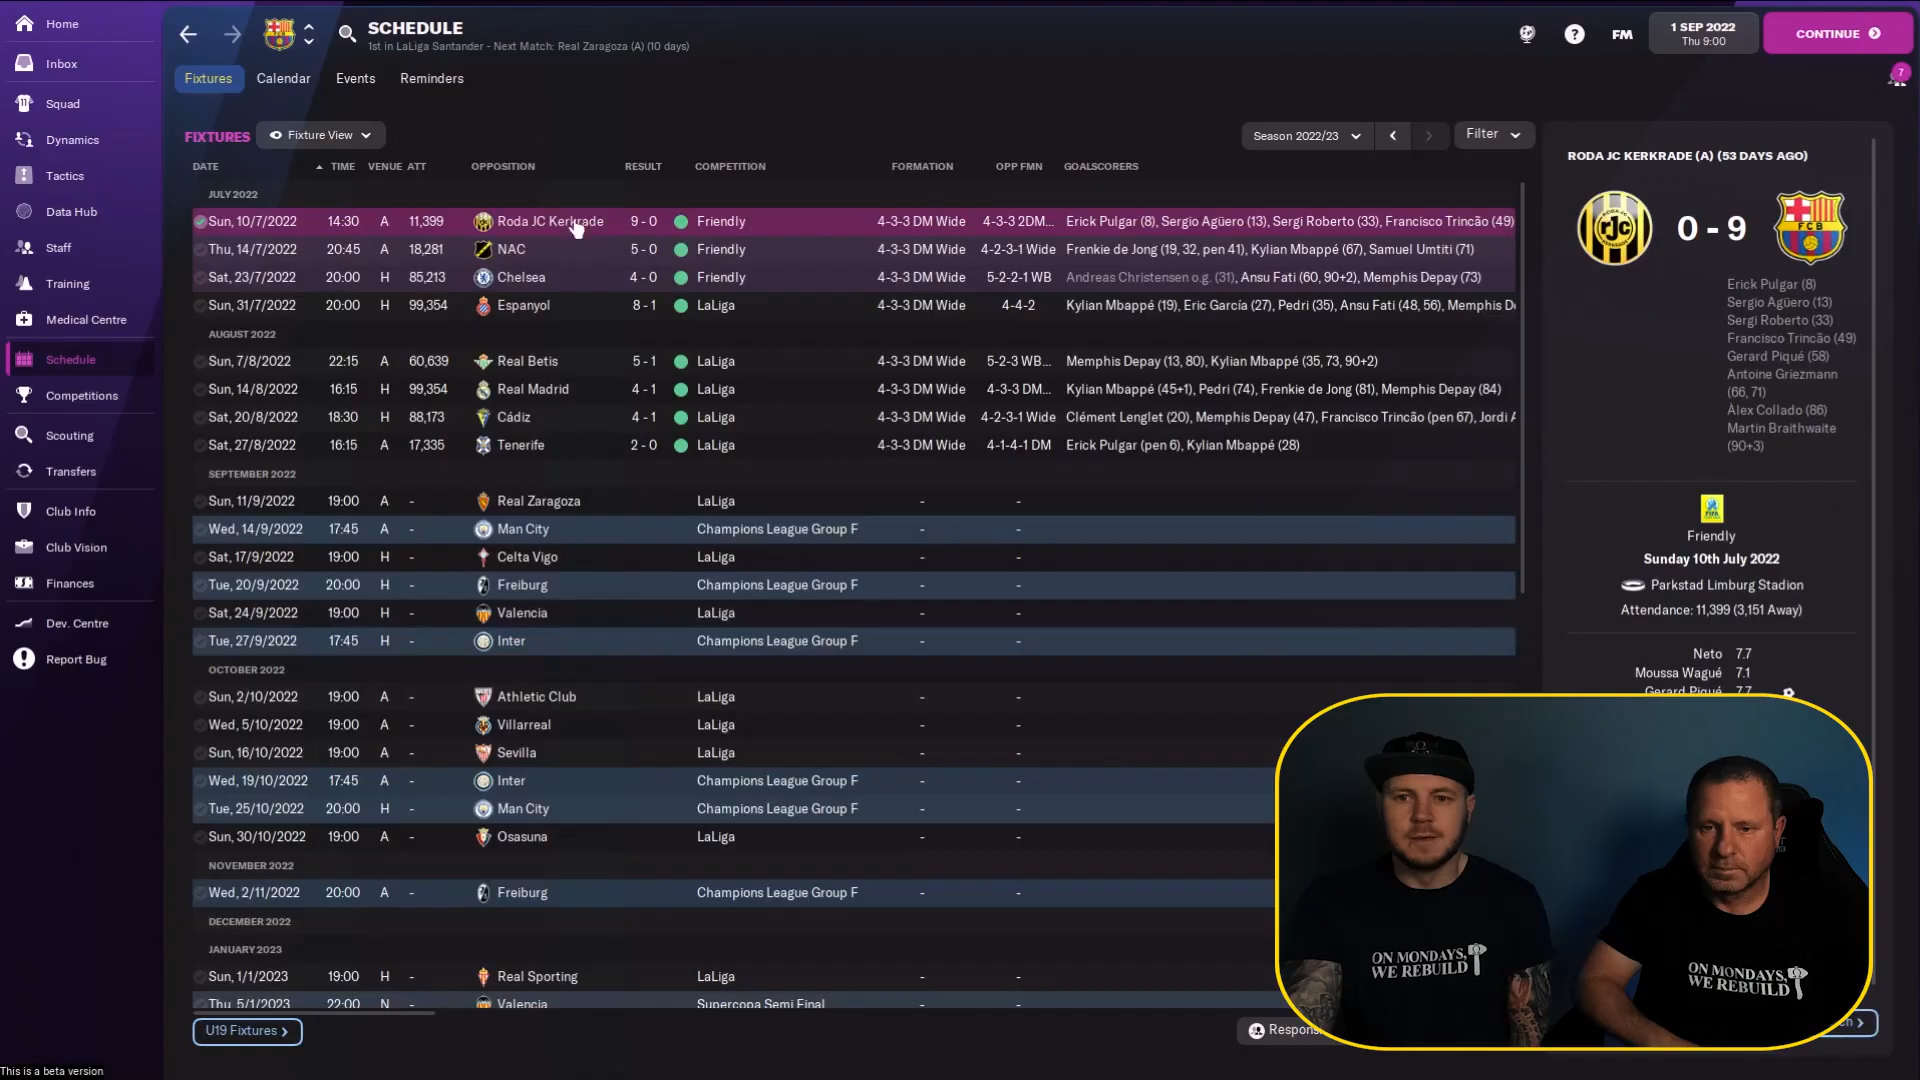 Home
Inbox
Squad
Dynamics
Tactics
Data Hub
Staff
Training
Medical Centre
Schedule
Competitions
Scouting
Transfers
Club Info
Club Vision
Finances
Dev. Centre
Report Bug
This is a beta version
SCHEDULE
1st in LaLiga Santander - Next Match: Real Zaragoza (A) (10 days)
FM
1 SEP 2022
Thu 9:00
CONTINUE
7
Fixtures Calendar Events Reminders
FIXTURES Fixture View Season 2022/23 Filter
DATE TIME VENUE ATT OPPOSITION RESULT COMPETITION FORMATION OPP FMN GOALSCORERS
JULY 2022
Sun, 10/7/2022 14:30 A 11,399 Roda JC Kerkrade 9 - 0 Friendly 4-3-3 DM Wide 4-3-3 2DM... Erick Pulgar (8), Sergio Agüero (13), Sergi Roberto (33), Francisco Trincão (49)
Thu, 14/7/2022 20:45 A 18,281 NAC 5 - 0 Friendly 4-3-3 DM Wide 4-2-3-1 Wide Frenkie de Jong (19, 32, pen 41), Kylian Mbappé (67), Samuel Umtiti (71)
Sat, 23/7/2022 20:00 H 85,213 Chelsea 4 - 0 Friendly 4-3-3 DM Wide 5-2-2-1 WB Andreas Christensen o.g. (31), Ansu Fati (60, 90+2), Memphis Depay (73)
Sun, 31/7/2022 20:00 H 99,354 Espanyol 8 - 1 LaLiga 4-3-3 DM Wide 4-4-2 Kylian Mbappé (19), Eric García (27), Pedri (35), Ansu Fati (48, 56), Memphis D
AUGUST 2022
Sun, 7/8/2022 22:15 A 60,639 Real Betis 5 - 1 LaLiga 4-3-3 DM Wide 5-2-3 WB... Memphis Depay (13, 80), Kylian Mbappé (35, 73, 90+2)
Sun, 14/8/2022 16:15 H 99,354 Real Madrid 4 - 1 LaLiga 4-3-3 DM Wide 4-3-3 DM... Kylian Mbappé (45+1), Pedri (74), Frenkie de Jong (81), Memphis Depay (84)
Sat, 20/8/2022 18:30 H 88,173 Cádiz 4 - 1 LaLiga 4-3-3 DM Wide 4-2-3-1 Wide Clément Lenglet (20), Memphis Depay (47), Francisco Trincão (pen 67), Jordi A
Sat, 27/8/2022 16:15 A 17,335 Tenerife 2 - 0 LaLiga 4-3-3 DM Wide 4-1-4-1 DM Erick Pulgar (pen 6), Kylian Mbappé (28)
SEPTEMBER 2022
Sun, 11/9/2022 19:00 A - Real Zaragoza LaLiga - -
Wed, 14/9/2022 17:45 A - Man City Champions League Group F - -
Sat, 17/9/2022 19:00 H - Celta Vigo LaLiga - -
Tue, 20/9/2022 20:00 H - Freiburg Champions League Group F - -
Sat, 24/9/2022 19:00 H - Valencia LaLiga - -
Tue, 27/9/2022 17:45 H - Inter Champions League Group F - -
OCTOBER 2022
Sun, 2/10/2022 19:00 A - Athletic Club LaLiga - -
Wed, 5/10/2022 19:00 A - Villarreal LaLiga - -
Sun, 16/10/2022 19:00 A - Sevilla LaLiga - -
Wed, 19/10/2022 17:45 A - Inter Champions League Group F - -
Tue, 25/10/2022 20:00 H - Man City Champions League Group F - -
Sun, 30/10/2022 19:00 A - Osasuna LaLiga - -
NOVEMBER 2022
Wed, 2/11/2022 20:00 A - Freiburg Champions League Group F - -
DECEMBER 2022
JANUARY 2023
Sun, 1/1/2023 19:00 H - Real Sporting LaLiga - -
Thu, 5/1/2023 22:00 N - Valencia Supercopa Semi Final
U19 Fixtures
RODA JC KERKRADE (A) (53 DAYS AGO)
0 - 9
Erick Pulgar (8)
Sergio Agüero (13)
Sergi Roberto (33)
Francisco Trincão (49)
Gerard Piqué (58)
Antoine Griezmann
(66, 71)
Àlex Collado (86)
Martin Braithwaite
(90+3)
Friendly
Sunday 10th July 2022
Parkstad Limburg Stadion
Attendance: 11,399 (3,151 Away)
Neto 7.7
Moussa Wagué 7.1
Gerard Piqué 7.7
ON MONDAYS,
WE REBUILD
ON MONDAYS,
WE REBUILD